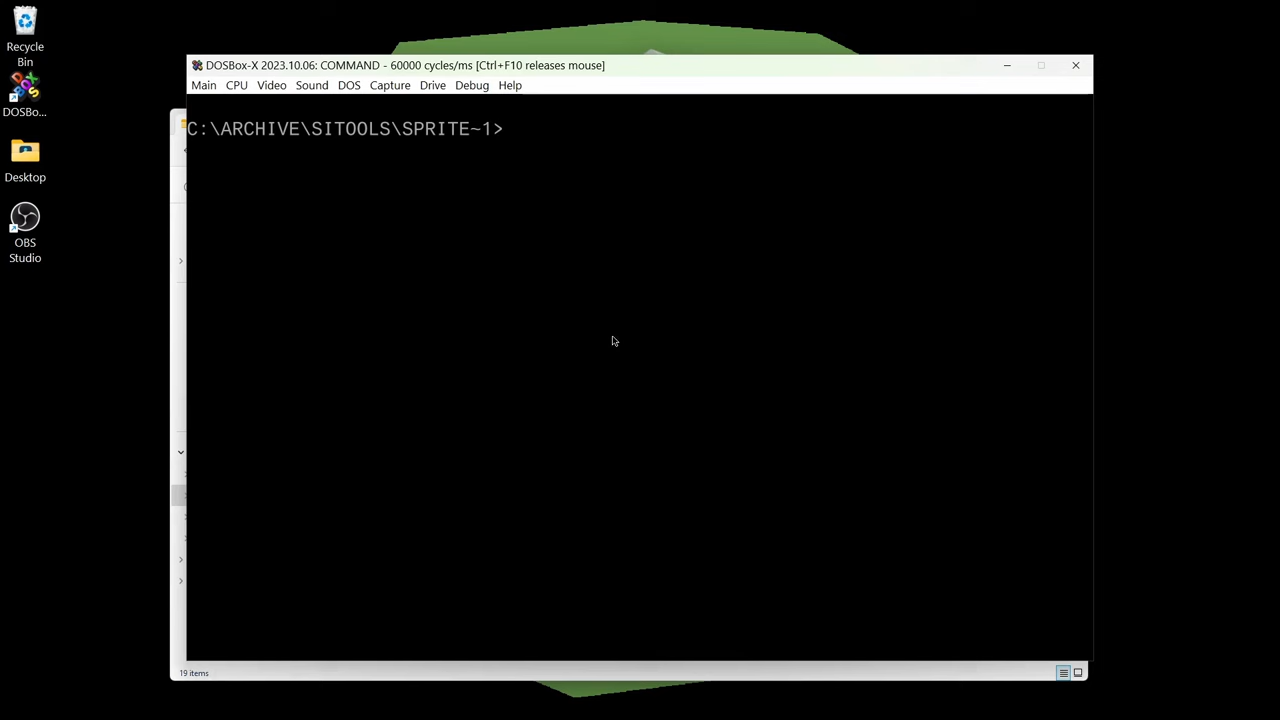 Recycle
Bin
DOSBo...
Desktop
OBS
Studio
DOSBox-X 2023.10.06: COMMAND - 60000 cycles/ms [Ctrl+F10 releases mouse]
Main CPU Video Sound DOS Capture Drive Debug Help
C:\ARCHIVE\SITOOLS\SPRITE~1>
19 items